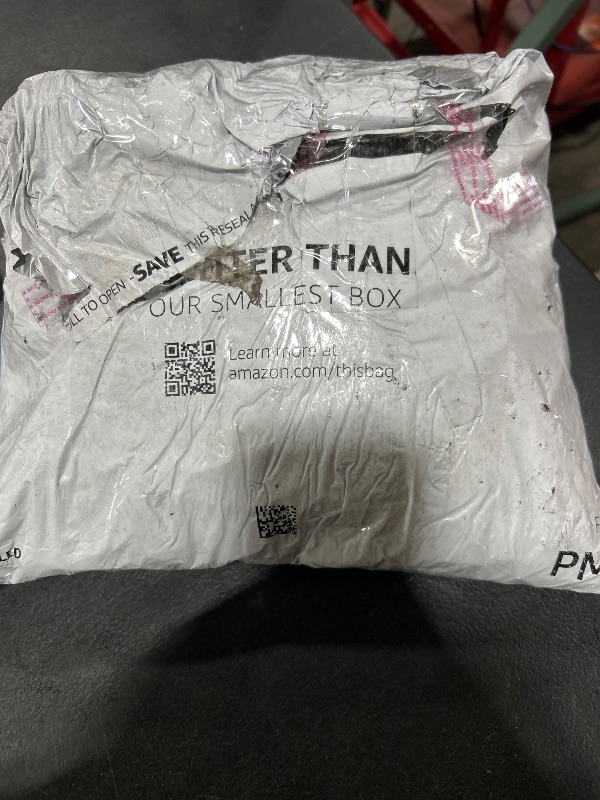 SAVE THIS RESEAL
LL TO OPEN -
TER THAN
OUR SMALLEST BOX
Learn more at
amazon.com/thisbag
PM